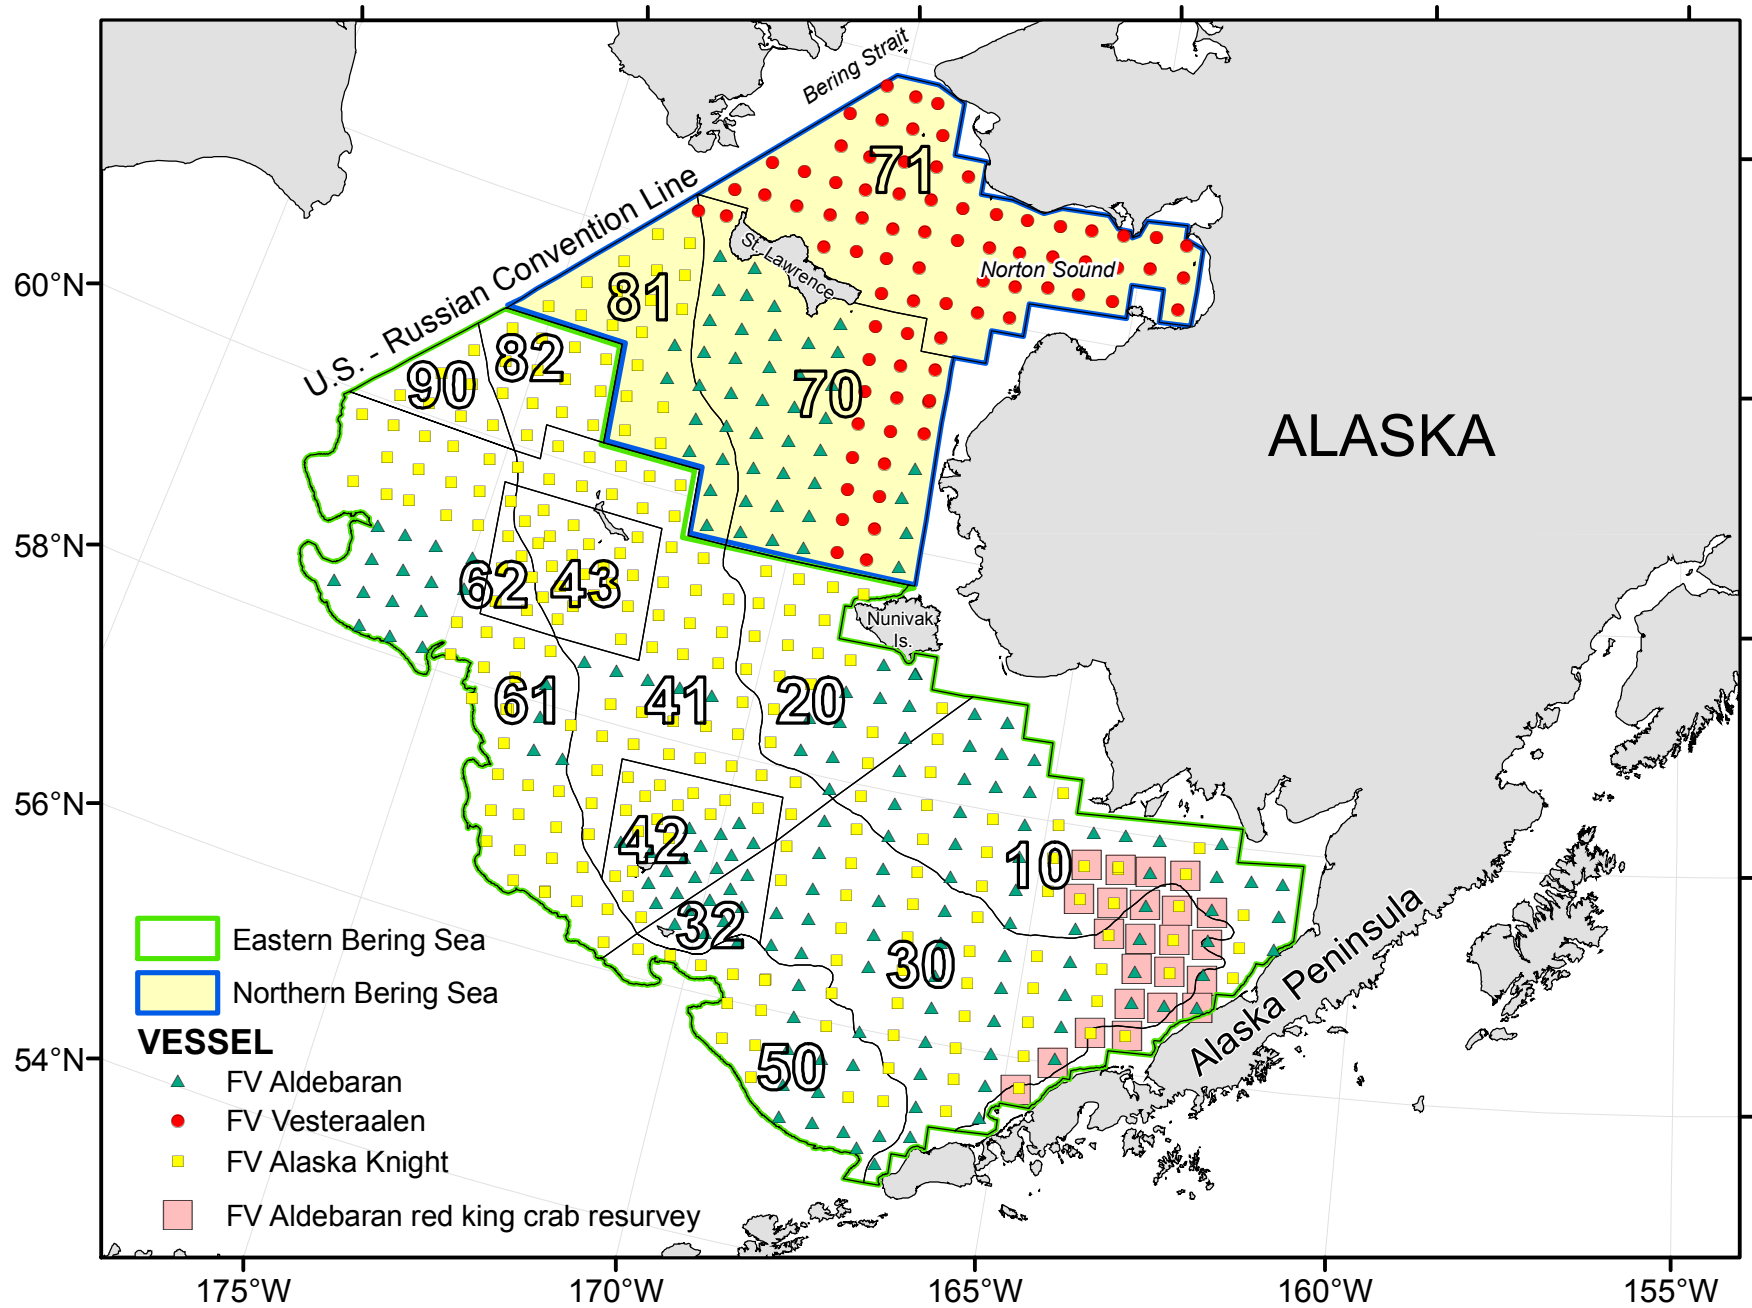 Bering Strait
U.S. - Russian Convention Line
71
St. Lawrence
Norton Sound
60°N
81
82
90
70
ALASKA
58°N
62
43
Nunivak
Is.
61
41
20
56°N
42
10
32
30
Alaska Peninsula
Eastern Bering Sea
Northern Bering Sea
VESSEL
54°N
50
FV Aldebaran
FV Vesteraalen
FV Alaska Knight
FV Aldebaran red king crab resurvey
175°W
170°W
165°W
160°W
155°W